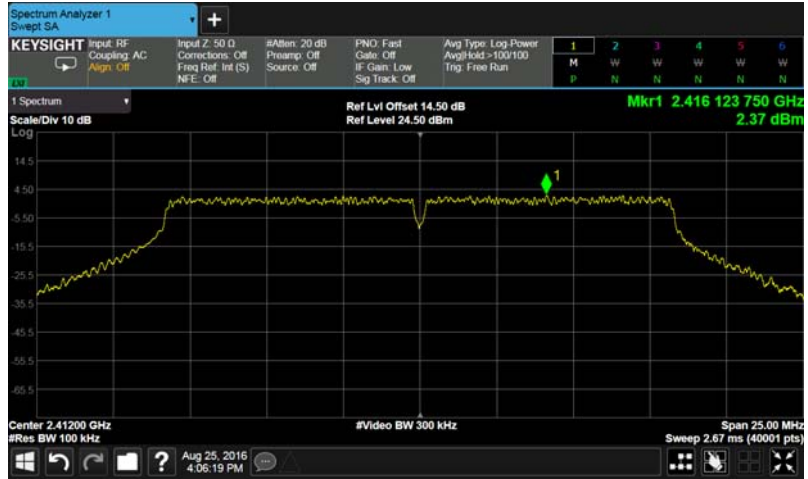 Spectrum Analyzer 1
Swept SA
KEYSIGHT
Input: RF
Coupling: AC
Align: Off
Input Z: 50 Ω
Corrections: Off
Freq Ref: Int (S)
NFE: Off
#Atten: 20 dB
Preamp: Off
Source: Off
PNO: Fast
Gate: Off
IF Gain: Low
Sig Track: Off
Avg Type: Log-Power
Avg|Hold:>100/100
Trig: Free Run
1 2 3 4 5 6
M W W W W W
P N N N N N
1 Spectrum
Scale/Div 10 dB
Log
Ref Lvl Offset 14.50 dB
Ref Level 24.50 dBm
Mkr1 2.416 123 750 GHz
2.37 dBm
14.5
4.50
-5.50
-15.5
-25.5
-35.5
-45.5
-55.5
-65.5
1
Center 2.41200 GHz
#Res BW 100 kHz
#Video BW 300 kHz
Span 25.00 MHz
Sweep 2.67 ms (40001 pts)
?
Aug 25, 2016
4:06:19 PM